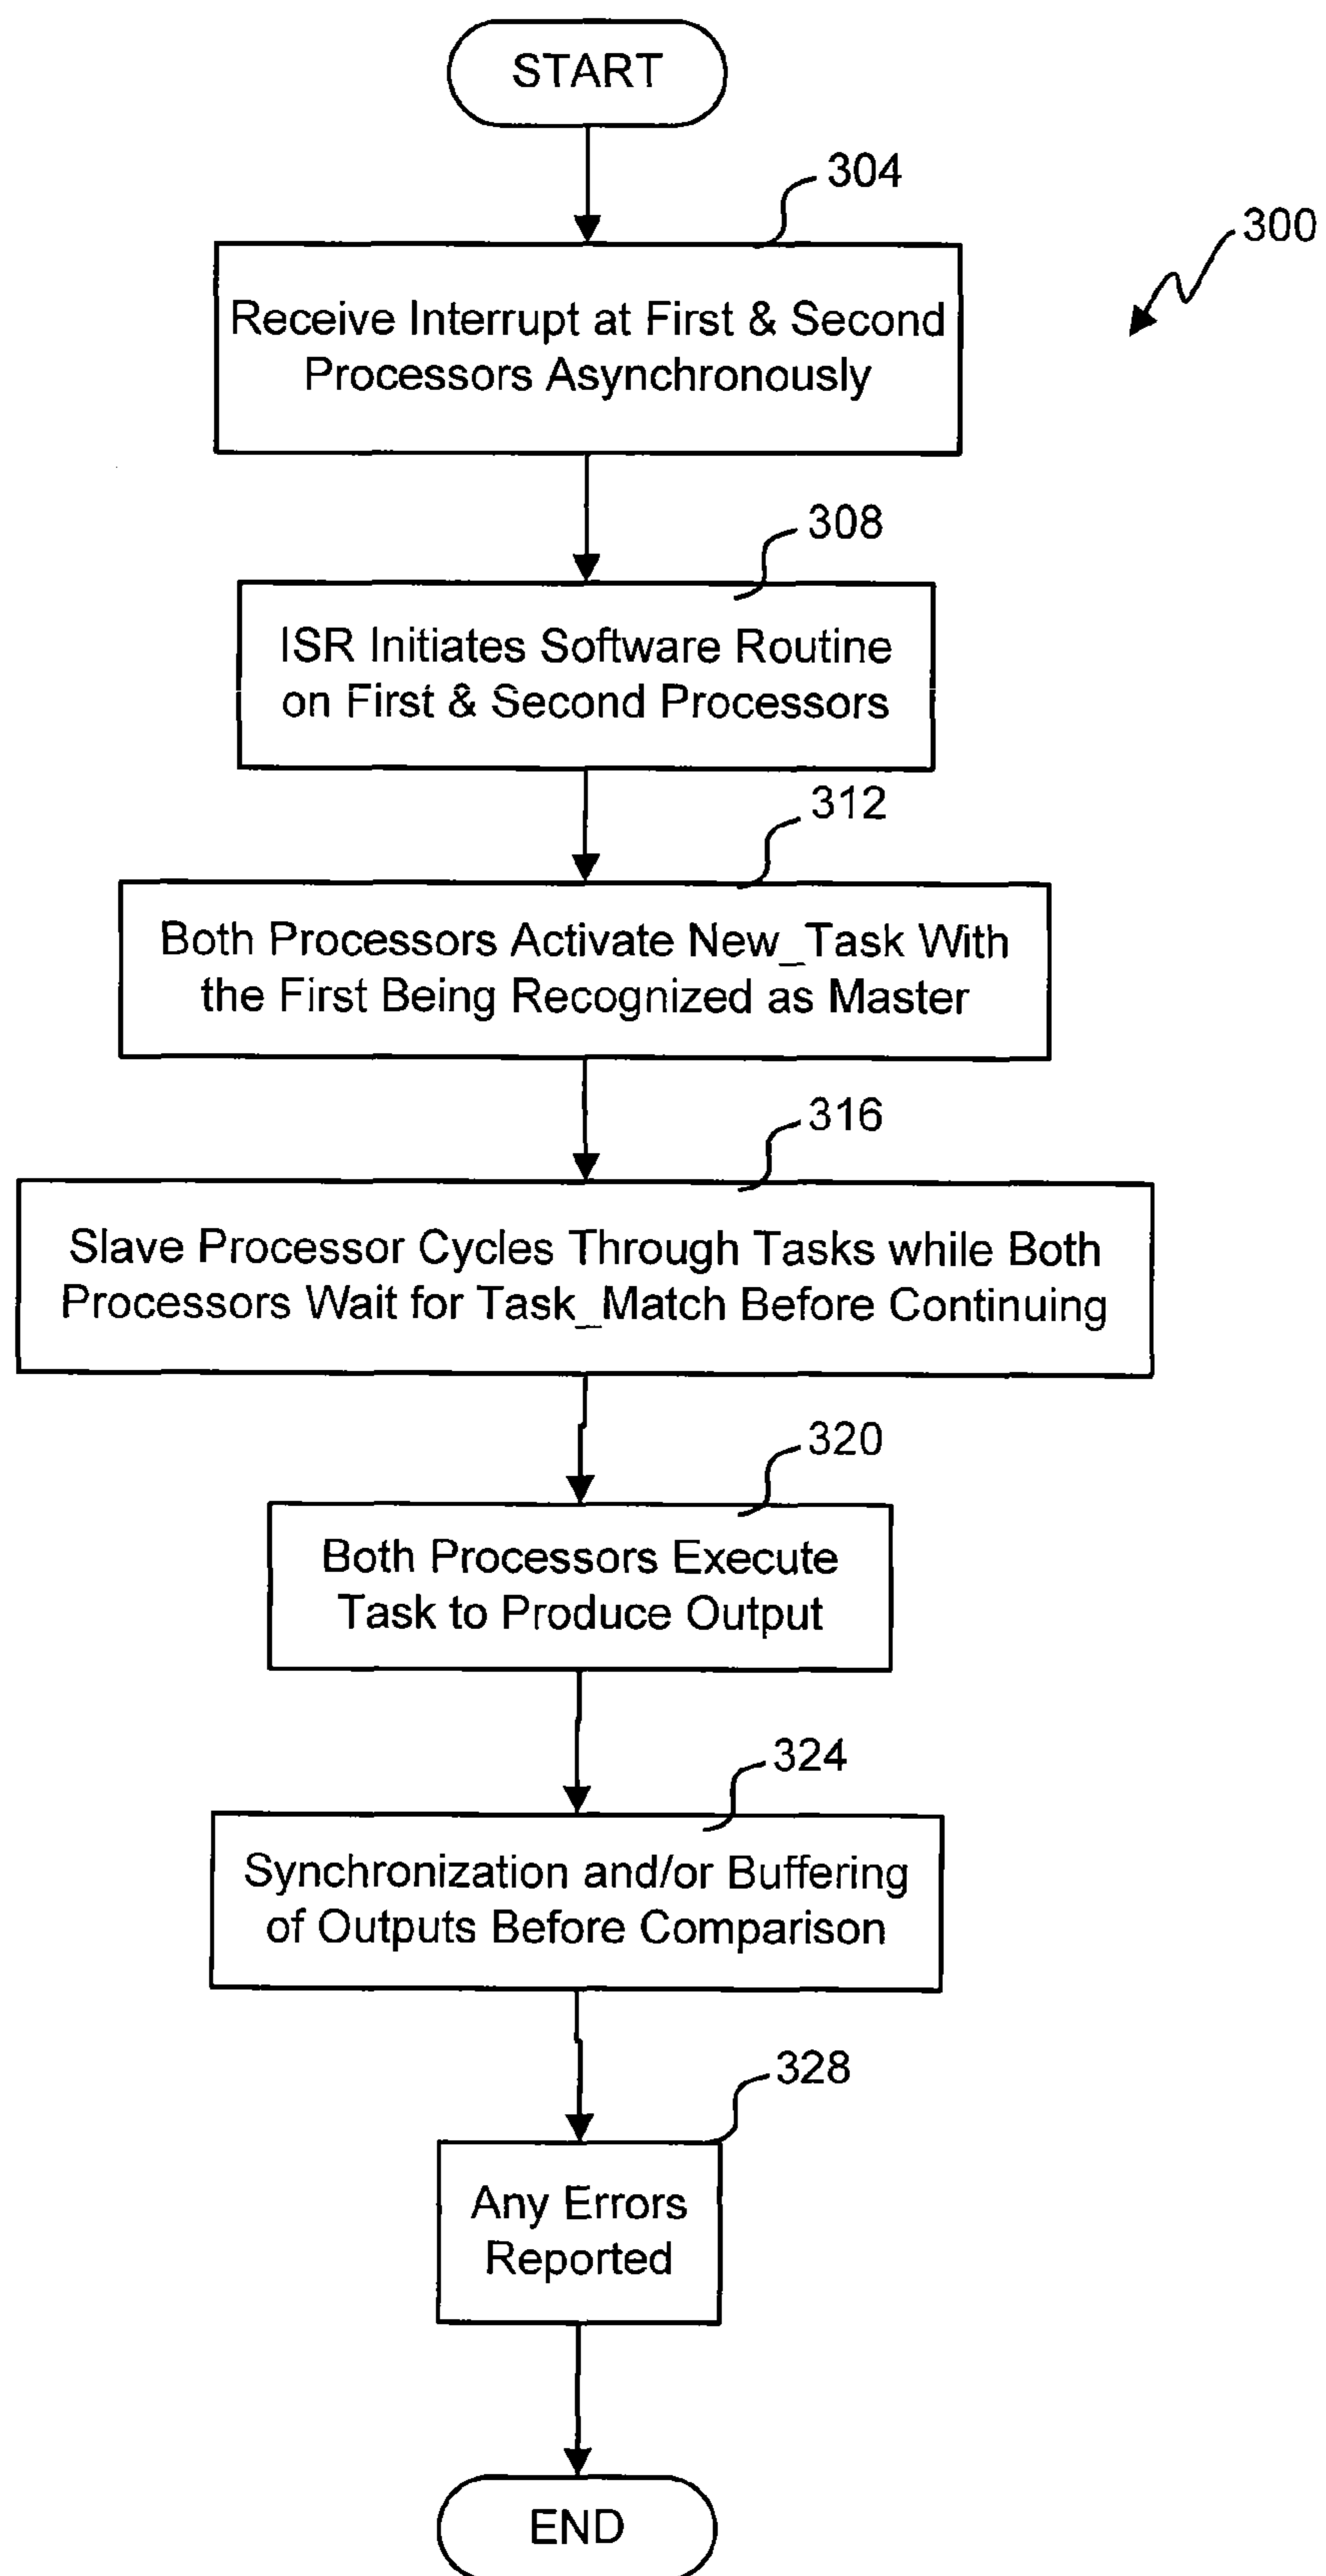 START
304
300
Receive Interrupt at First & Second
Processors Asynchronously
308
ISR Initiates Software Routine
on First & Second Processors
312
Both Processors Activate New_Task With
the First Being Recognized as Master
316
Slave Processor Cycles Through Tasks while Both
Processors Wait for Task_Match Before Continuing
320
Both Processors Execute
Task to Produce Output
324
Synchronization and/or Buffering
of Outputs Before Comparison
328
Any Errors
Reported
END